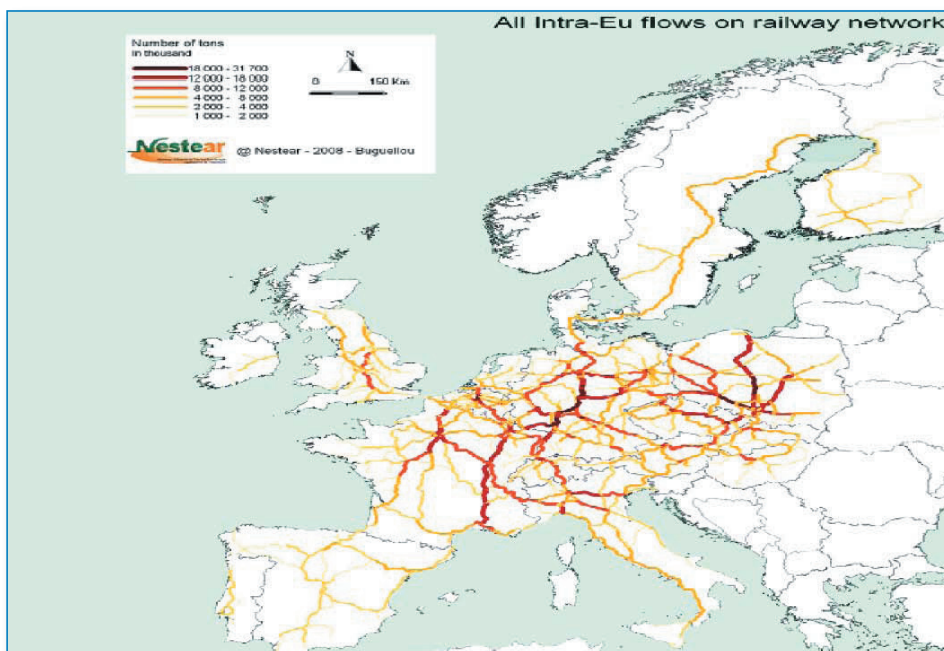 All Intra-Eu flows on railway network
Number of tons
in thousand
18 000 - 31 700
12 000 - 18 000
8 000 - 12 000
4 000 - 8 000
2 000 - 4 000
1 000 - 2 000
N
0 150 Km
Nestear
@ Nestear - 2008 - Buguellou